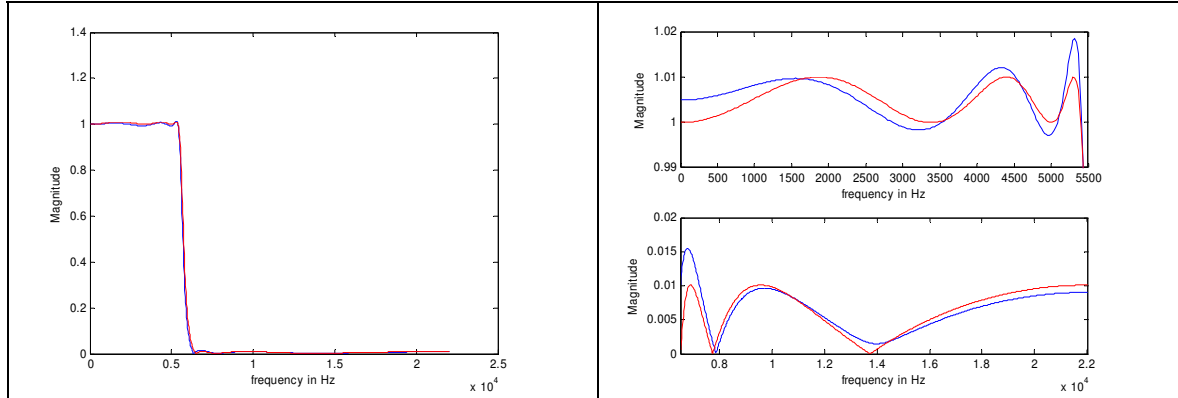 1.4
1.2
1
0.8
0.6
0.4
0.2
0
Magnitude
0 0.5 1 1.5 2 2.5
frequency in Hz
x 10^4
1.02
1.01
1
0.99
Magnitude
0 500 1000 1500 2000 2500 3000 3500 4000 4500 5000 5500
frequency in Hz
0.02
0.015
0.01
0.005
0
Magnitude
0.8 1 1.2 1.4 1.6 1.8 2 2.2
frequency in Hz
x 10^4